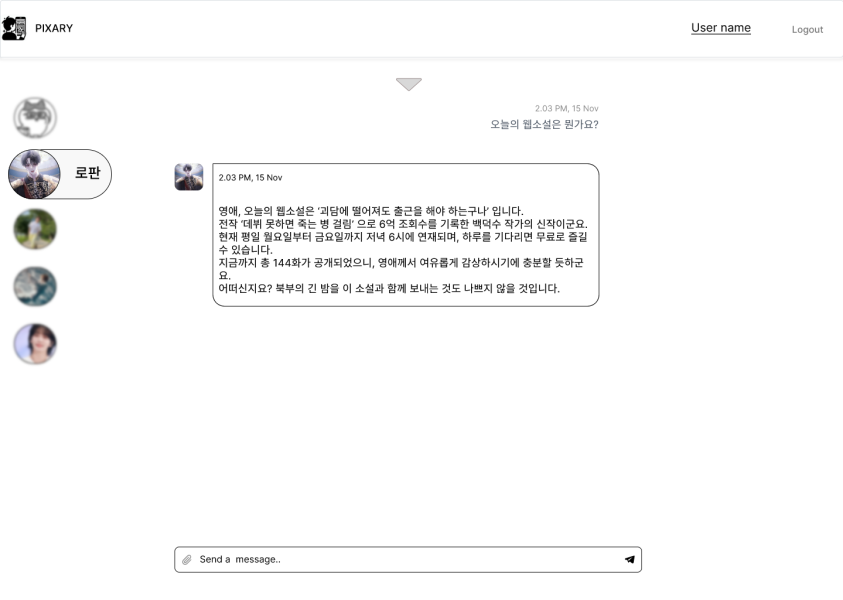 PIXARY
User name
Logout
2.03 PM, 15 Nov
오늘의 웹소설은 뭔가요?
로판
2.03 PM, 15 Nov
영애, 오늘의 웹소설은 ‘괴담에 떨어져도 출근을 해야 하는구나’ 입니다.
전작 ‘데뷔 못하면 죽는 병 걸림’ 으로 6억 조회수를 기록한 백덕수 작가의 신작이군요.
현재 평일 월요일부터 금요일까지 저녁 6시에 연재되며, 하루를 기다리면 무료로 즐길
수 있습니다.
지금까지 총 144화가 공개되었으니, 영애께서 여유롭게 감상하시기에 충분할 듯하군
요.
어떠신지요? 북부의 긴 밤을 이 소설과 함께 보내는 것도 나쁘지 않을 것입니다.
Send a message..